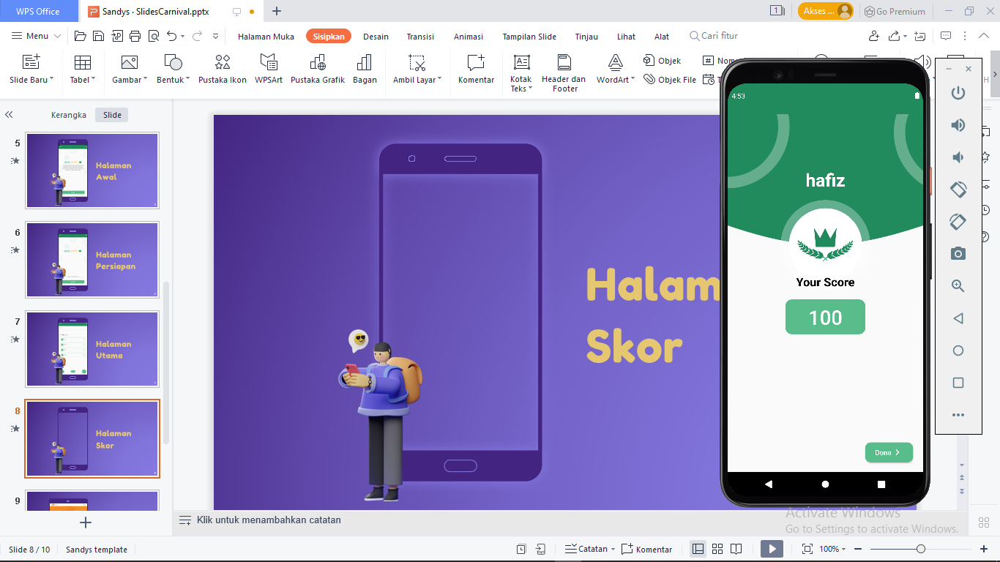 WPS Office
Sandys · SlidesCarnival.pptx
1
Akses ...
Go Premium
Menu
Halaman Muka
Sisipkan
Desain
Transisi
Animasi
Tampilan Slide
Tinjau
Lihat
Alat
Cari fitur
Slide Baru
Tabel
Gambar
Bentuk
Pustaka Ikon
WPSArt
Pustaka Grafik
Bagan
Ambil Layar
Komentar
Kotak
Teks
Header dan
Footer
WordArt
Objek
Objek File
Kerangka
Slide
5
Halaman
Awal
6
Halaman
Persiapan
7
Halaman
Utama
8
Halaman
Skor
9
Halam
Skor
4:53
hafiz
Your Score
100
Done
Klik untuk menambahkan catatan
Activate Windows
Go to Settings to activate Windows.
Slide 8 / 10
Sandys template
Catatan
Komentar
100%